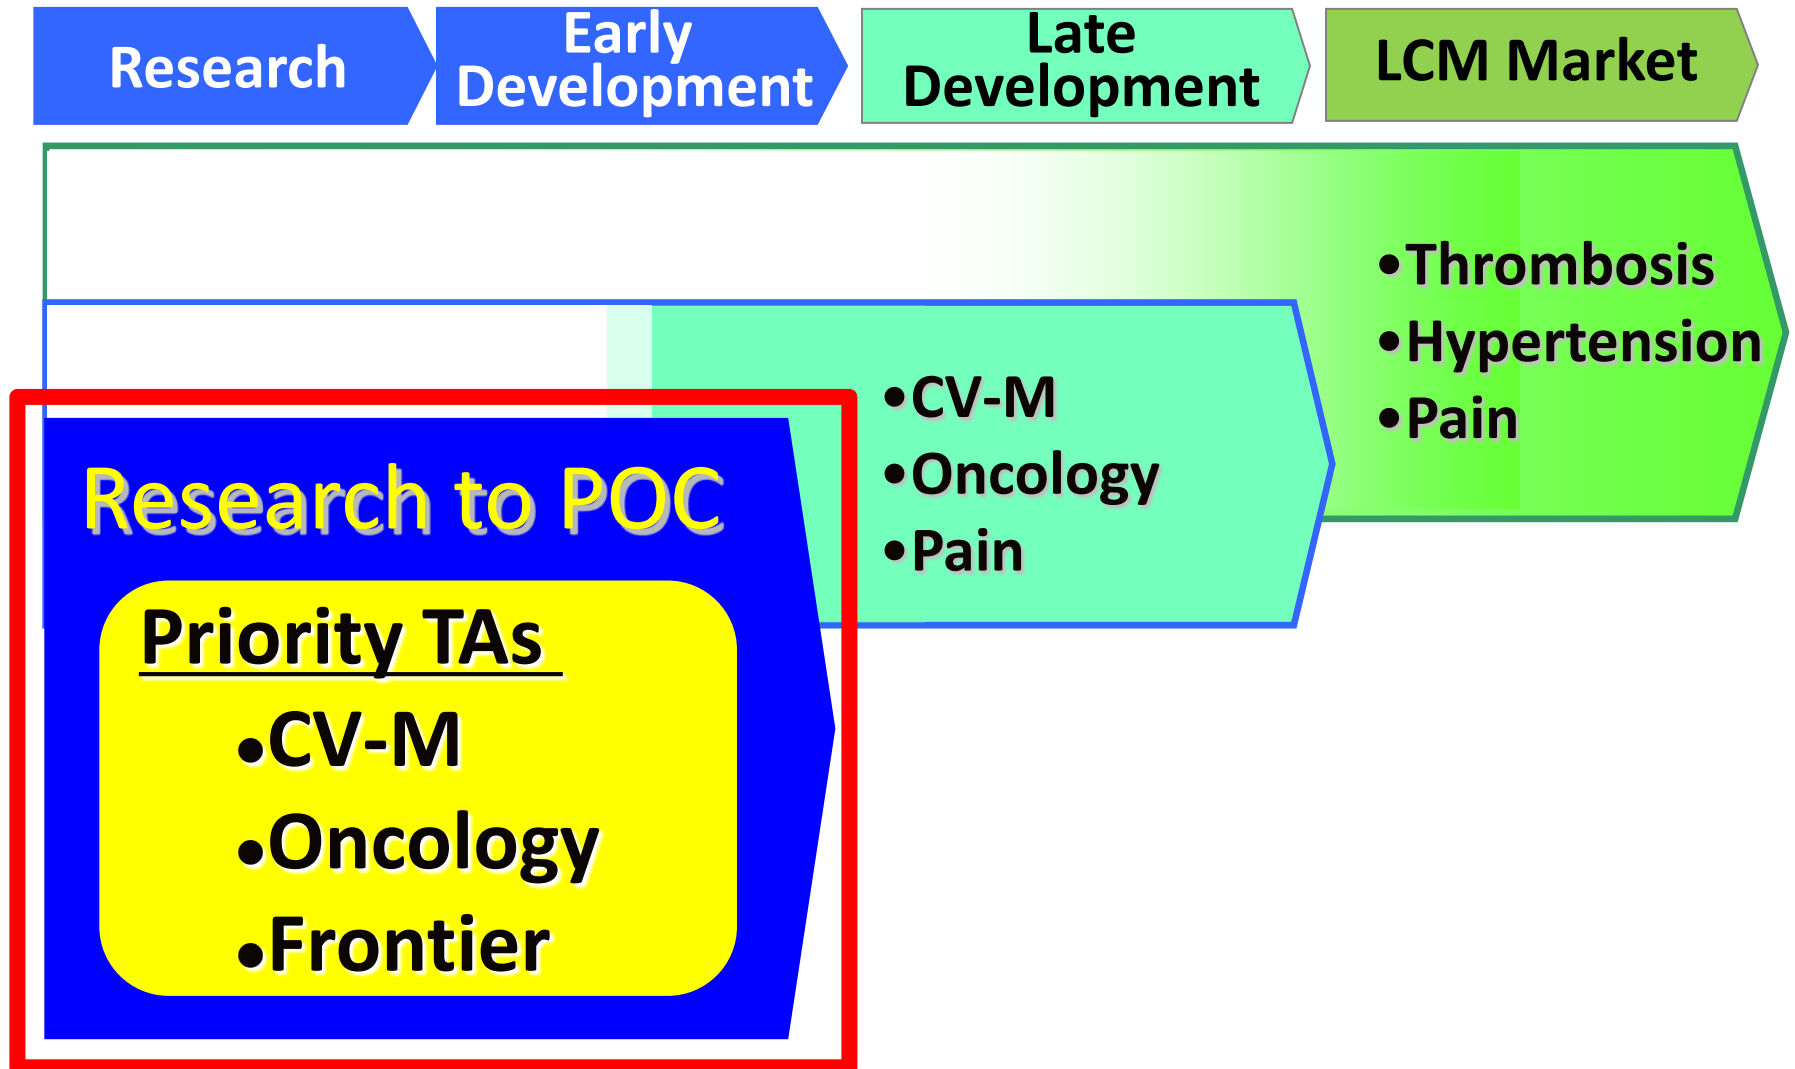 Research
Early
Development
Late
Development
LCM Market
•Thrombosis
•Hypertension
•Pain
•CV-M
•Oncology
•Pain
Research to POC
Priority TAs
•CV-M
•Oncology
•Frontier